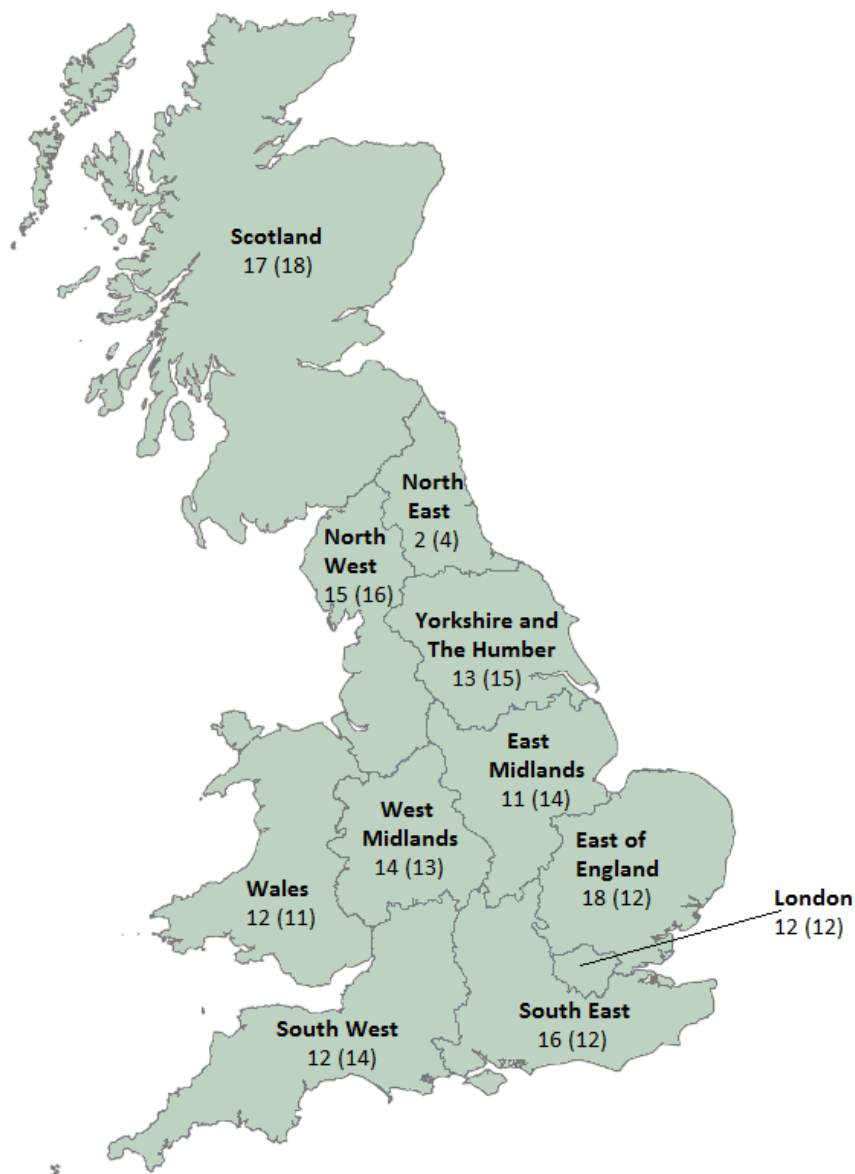 Scotland
17 (18)
North
East
2 (4)
North
West
15 (16)
Yorkshire and
The Humber
13 (15)
East
Midlands
11 (14)
West
Midlands
14 (13)
East of
England
18 (12)
Wales
12 (11)
London
12 (12)
South East
16 (12)
South West
12 (14)